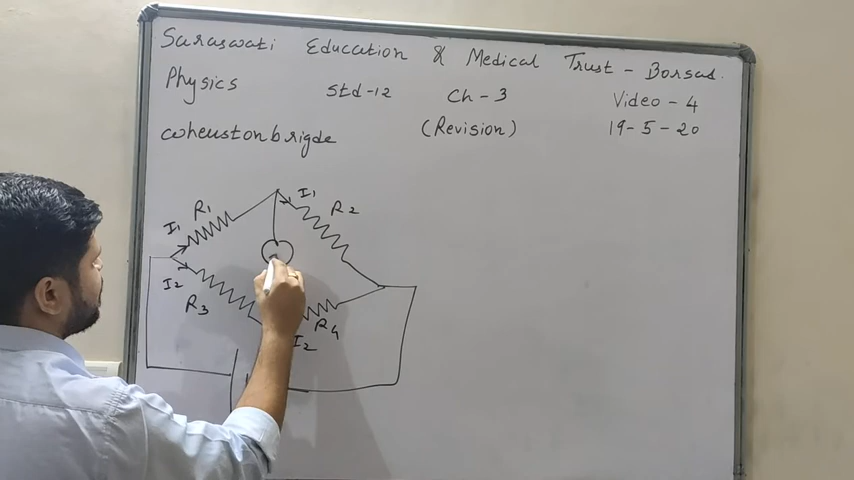 Saraswati Education & Medical Trust - Borsad.
Physics Std-12 Ch-3 Video-4
wheustonbrigde (Revision) 19-5-20
I1 R1 I1 R2
I2 R3 R4
I2